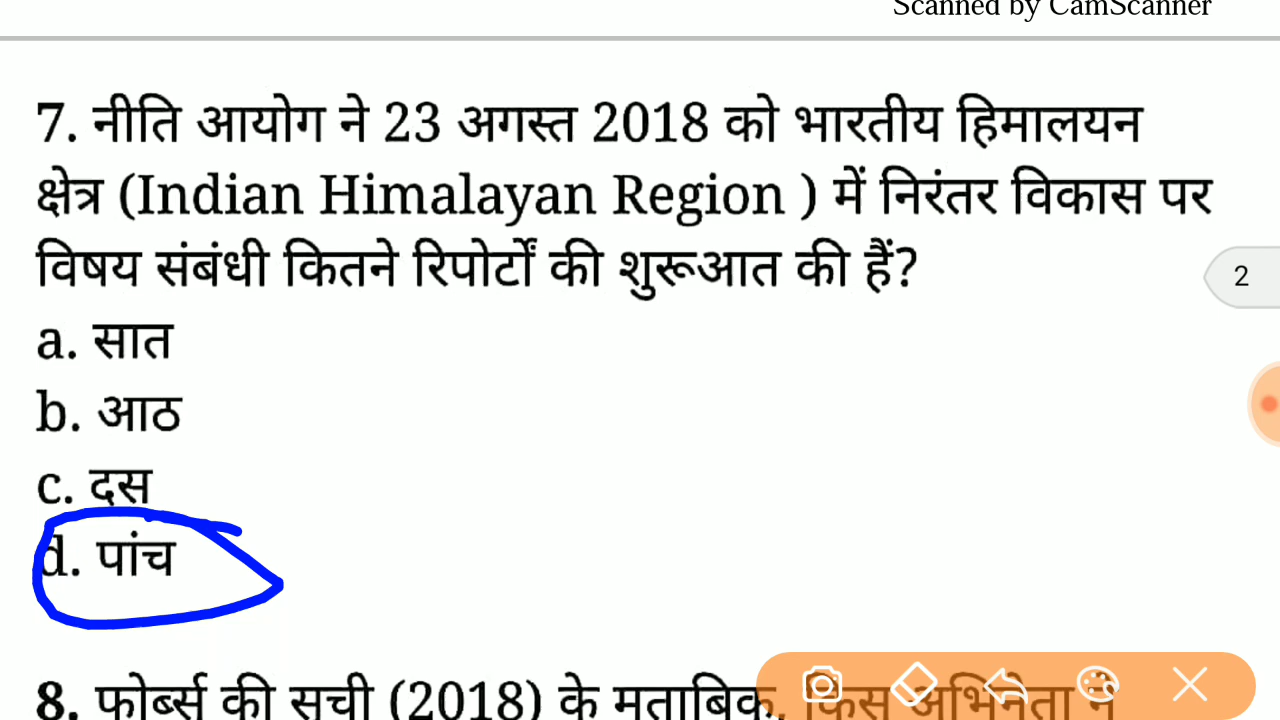 Scanned by CamScanner
7. नीति आयोग ने 23 अगस्त 2018 को भारतीय हिमालयन
क्षेत्र (Indian Himalayan Region ) में निरंतर विकास पर
विषय संबंधी कितने रिपोर्टों की शुरूआत की हैं?
2
a. सात
b. आठ
c. दस
d. पांच
8. फोर्ब्स की सूची (2018) के मुताबिक, किस अभिनेता ने